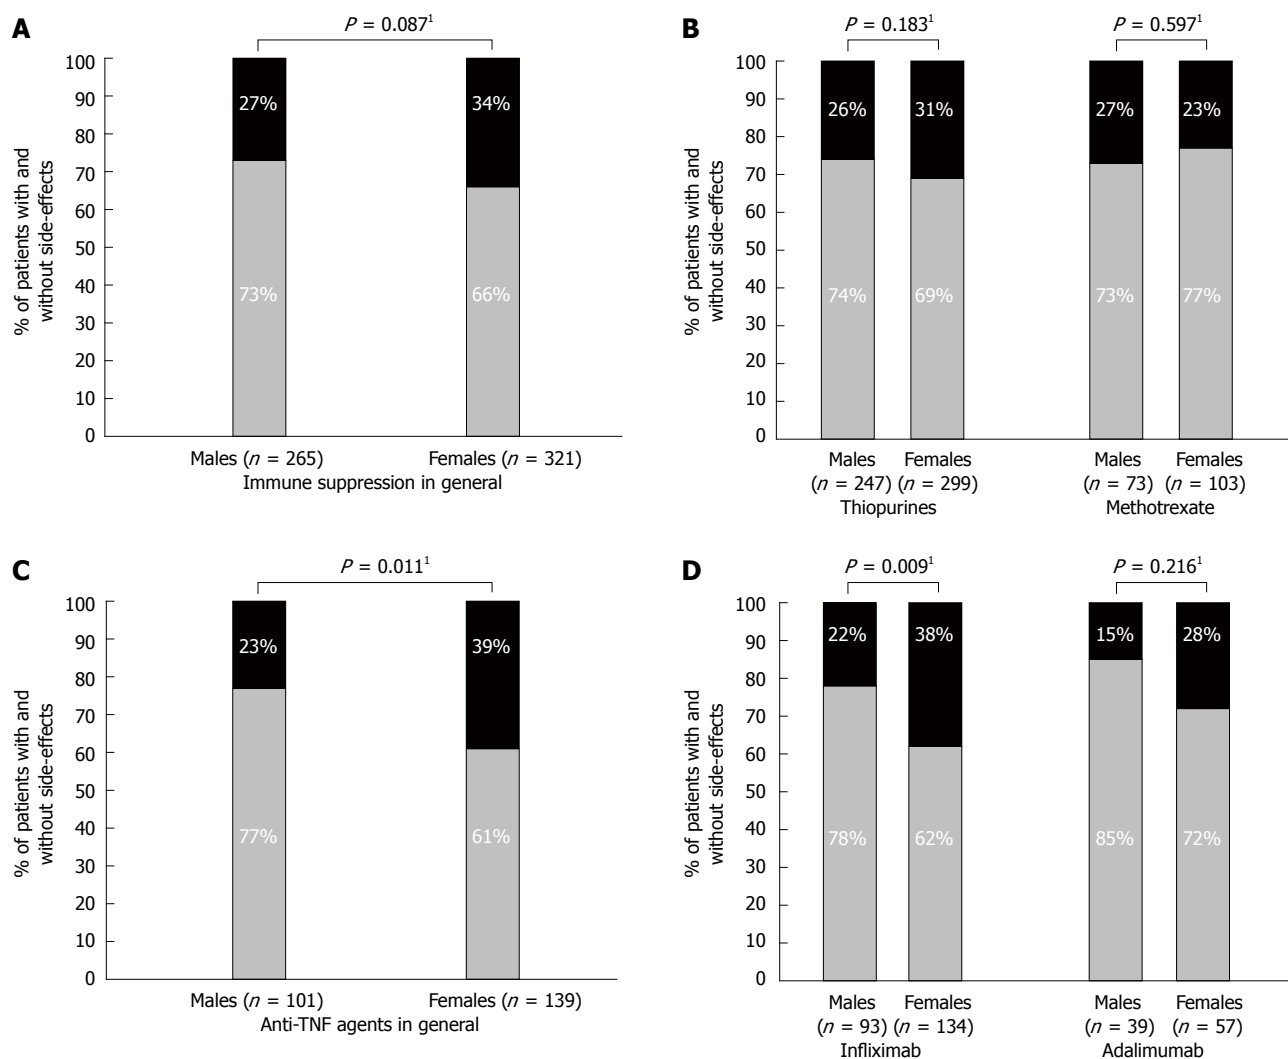 A
P = 0.087¹
% of patients with and
without side-effects
100
90
80
70
60
50
40
30
20
10
0
27%
34%
73%
66%
Males (n = 265)
Females (n = 321)
Immune suppression in general
B
P = 0.183¹
P = 0.597¹
% of patients with and
without side-effects
100
90
80
70
60
50
40
30
20
10
0
26%
31%
27%
23%
74%
69%
73%
77%
Males
Females
Males
Females
(n = 247)
(n = 299)
(n = 73)
(n = 103)
Thiopurines
Methotrexate
C
P = 0.011¹
% of patients with and
without side-effects
100
90
80
70
60
50
40
30
20
10
0
23%
39%
77%
61%
Males (n = 101)
Females (n = 139)
Anti-TNF agents in general
D
P = 0.009¹
P = 0.216¹
% of patients with and
without side-effects
100
90
80
70
60
50
40
30
20
10
0
22%
38%
15%
28%
78%
62%
85%
72%
Males
Females
Males
Females
(n = 93)
(n = 134)
(n = 39)
(n = 57)
Infliximab
Adalimumab